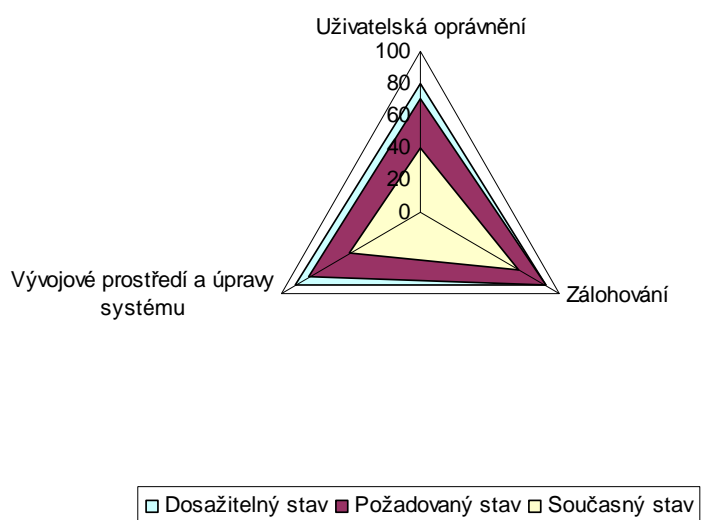 Uživatelská oprávnění
100
80
60
40
20
0
Vývojové prostředí a úpravy
systému
Zálohování
Dosažitelný stav Požadovaný stav Současný stav